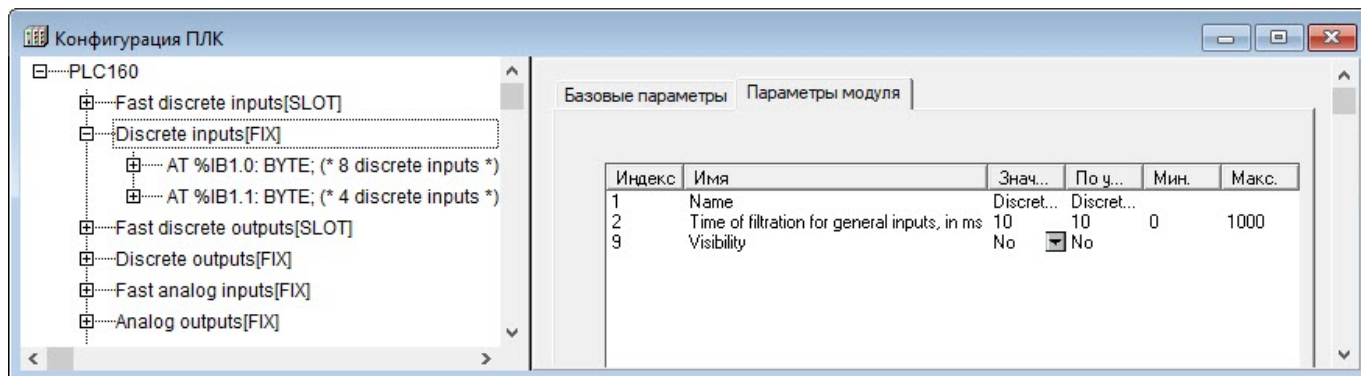 Конфигурация ПЛК
PLC160
Fast discrete inputs[SLOT]
Discrete inputs[FIX]
AT %IB1.0: BYTE; (* 8 discrete inputs *)
AT %IB1.1: BYTE; (* 4 discrete inputs *)
Fast discrete outputs[SLOT]
Discrete outputs[FIX]
Fast analog inputs[FIX]
Analog outputs[FIX]
Базовые параметры Параметры модуля
Индекс Имя Знач... По у... Мин. Макс.
1 Name Discret... Discret...
2 Time of filtration for general inputs, in ms 10 10 0 1000
9 Visibility No No